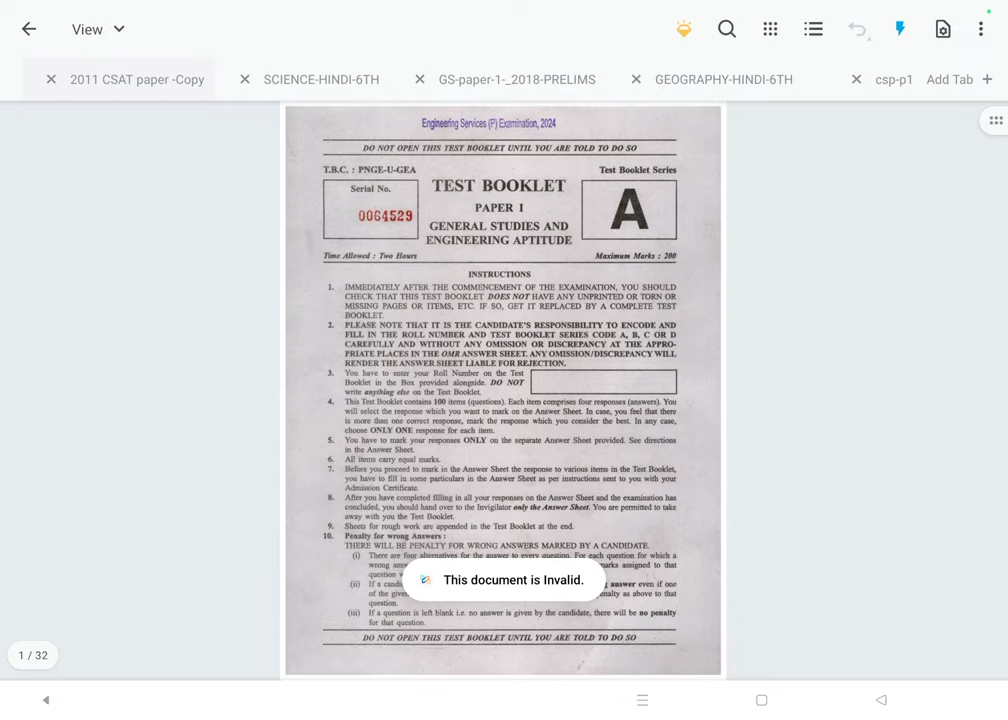 View
2011 CSAT paper -Copy
SCIENCE-HINDI-6TH
GS-paper-1-_2018-PRELIMS
GEOGRAPHY-HINDI-6TH
csp-p1
Add Tab +
Engineering Services (P) Examination, 2024
DO NOT OPEN THIS TEST BOOKLET UNTIL YOU ARE TOLD TO DO SO
T.B.C. : PNGE-U-GEA
Test Booklet Series
Serial No.
0064529
TEST BOOKLET
PAPER I
GENERAL STUDIES AND
ENGINEERING APTITUDE
A
Time Allowed : Two Hours
Maximum Marks : 200
INSTRUCTIONS
1. IMMEDIATELY AFTER THE COMMENCEMENT OF THE EXAMINATION, YOU SHOULD
CHECK THAT THIS TEST BOOKLET DOES NOT HAVE ANY UNPRINTED OR TORN OR
MISSING PAGES OR ITEMS, ETC. IF SO, GET IT REPLACED BY A COMPLETE TEST
BOOKLET.
2. PLEASE NOTE THAT IT IS THE CANDIDATE'S RESPONSIBILITY TO ENCODE AND
FILL IN THE ROLL NUMBER AND TEST BOOKLET SERIES CODE A, B, C OR D
CAREFULLY AND WITHOUT ANY OMISSION OR DISCREPANCY AT THE APPRO-
PRIATE PLACES IN THE OMR ANSWER SHEET. ANY OMISSION/DISCREPANCY WILL
RENDER THE ANSWER SHEET LIABLE FOR REJECTION.
3. You have to enter your Roll Number on the Test
Booklet in the Box provided alongside. DO NOT
write anything else on the Test Booklet.
4. This Test Booklet contains 100 items (questions). Each item comprises four responses (answers). You
will select the response which you want to mark on the Answer Sheet. In case, you feel that there
is more than one correct response, mark the response which you consider the best. In any case,
choose ONLY ONE response for each item.
5. You have to mark your responses ONLY on the separate Answer Sheet provided. See directions
in the Answer Sheet.
6. All items carry equal marks.
7. Before you proceed to mark in the Answer Sheet the response to various items in the Test Booklet,
you have to fill in some particulars in the Answer Sheet as per instructions sent to you with your
Admission Certificate.
8. After you have completed filling in all your responses on the Answer Sheet and the examination has
concluded, you should hand over to the Invigilator only the Answer Sheet. You are permitted to take
away with you the Test Booklet.
9. Sheets for rough work are appended in the Test Booklet at the end.
10. Penalty for wrong Answers :
THERE WILL BE PENALTY FOR WRONG ANSWERS MARKED BY A CANDIDATE.
(i) There are four alternatives for the answer to every question. For each question for which a
wrong marks assigned to that
question
(ii) If a answer even if one
of the penalty as above to that
question.
This document is Invalid.
(iii) If a question is left blank i.e. no answer is given by the candidate, there will be no penalty
for that question.
DO NOT OPEN THIS TEST BOOKLET UNTIL YOU ARE TOLD TO DO SO
1 / 32